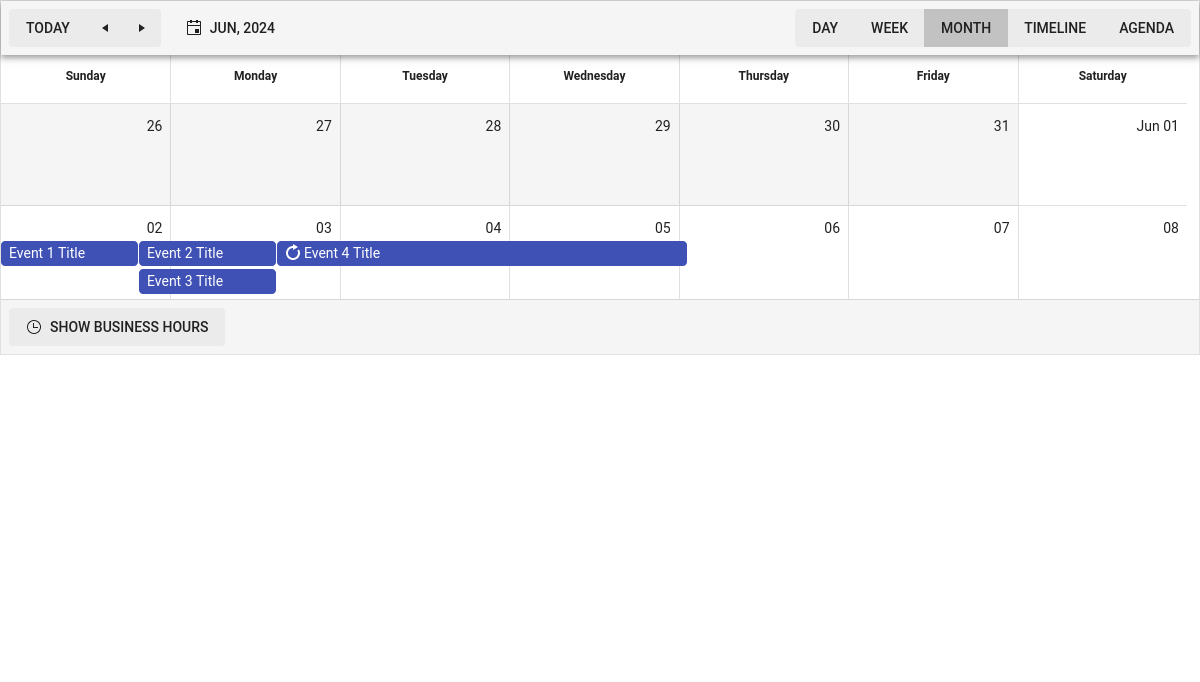 TODAY JUN, 2024 DAY WEEK MONTH TIMELINE AGENDA
Sunday Monday Tuesday Wednesday Thursday Friday Saturday
26 27 28 29 30 31 Jun 01
02 03 04 05 06 07 08
Event 1 Title Event 2 Title Event 4 Title
Event 3 Title
SHOW BUSINESS HOURS